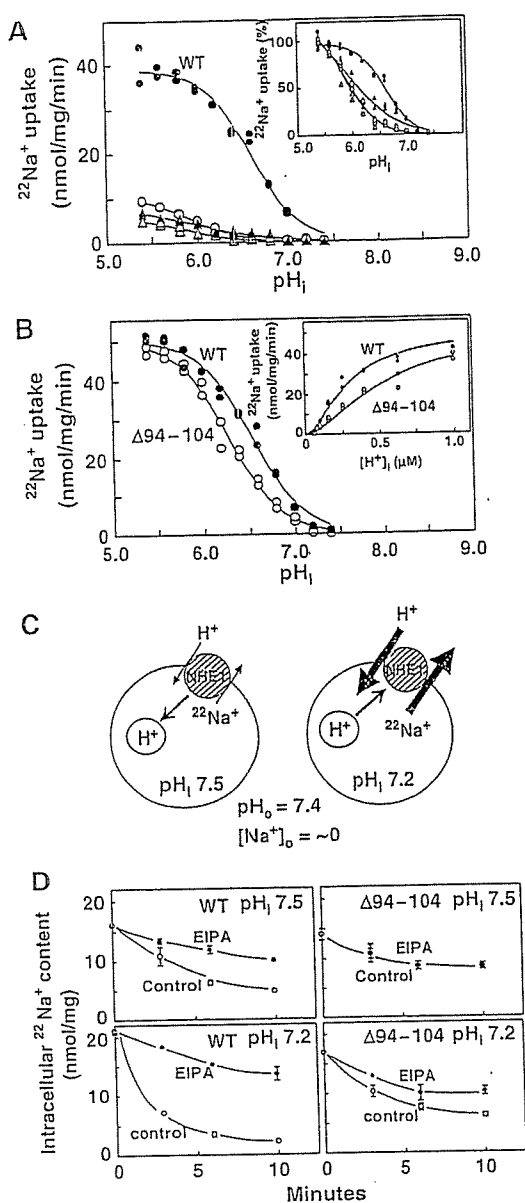 A
22Na+ uptake
(nmol/mg/min)
40
20
0
5.0 6.0 7.0 8.0 9.0
pHi
WT
22Na+ uptake (%)
100
50
0
5.0 6.0 7.0
pHi
B
22Na+ uptake
(nmol/mg/min)
40
20
0
5.0 6.0 7.0 8.0 9.0
pHi
WT
Δ94-104
22Na+ uptake
(nmol/mg/min)
40
20
0
0 0.5 1.0
[H+]i (μM)
WT
Δ94-104
C
H+
NHE1
22Na+
H+
pHi 7.5
H+
NHE1
22Na+
H+
pHi 7.2
pHo = 7.4
[Na+]o = ~0
D
Intracellular 22Na+ content
(nmol/mg)
20
15
10
5
0
WT pHi 7.5
EIPA
Control
Δ94-104 pHi 7.5
EIPA
Control
20
15
10
5
0
WT pHi 7.2
EIPA
control
Δ94-104 pHi 7.2
EIPA
control
0 5 10
0 5 10
Minutes